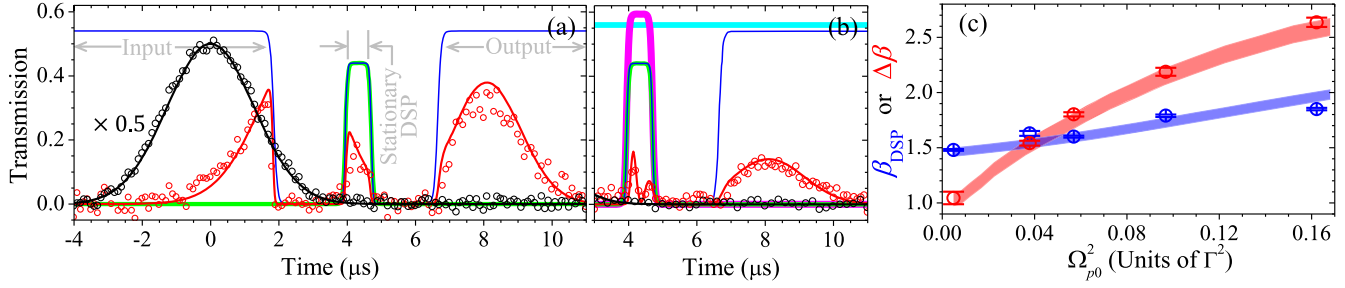 (a)
(b)
(c)
Input
Output
× 0.5
Stationary
DSP
Transmission
0.6
0.4
0.2
0.0
-4 -2 0 2 4 6 8 10
Time (μs)
4 6 8 10
Time (μs)
β_DSP or Δβ
2.5
2.0
1.5
1.0
0.00 0.04 0.08 0.12 0.16
Ω²_p0 (Units of Γ²)